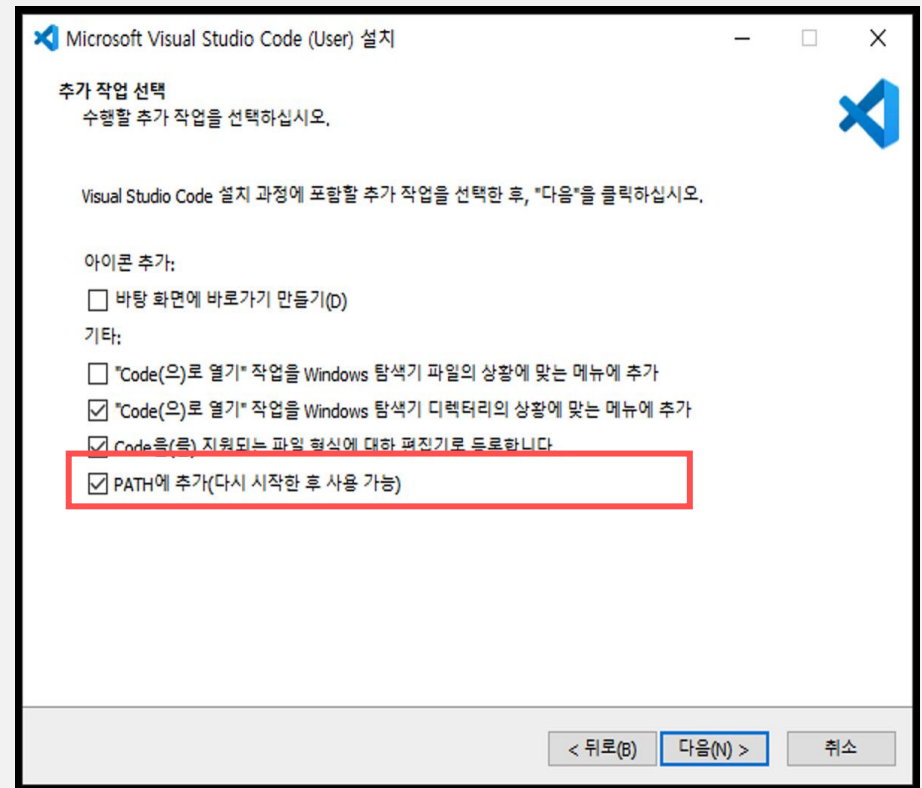 Microsoft Visual Studio Code (User) 설치
추가 작업 선택
수행할 추가 작업을 선택하십시오.
Visual Studio Code 설치 과정에 포함할 추가 작업을 선택한 후, "다음"을 클릭하십시오.
아이콘 추가:
바탕 화면에 바로가기 만들기(D)
기타:
"Code(으)로 열기" 작업을 Windows 탐색기 파일의 상황에 맞는 메뉴에 추가
"Code(으)로 열기" 작업을 Windows 탐색기 디렉터리의 상황에 맞는 메뉴에 추가
Code을(를) 지원되는 파일 형식에 대한 편집기로 등록합니다
PATH에 추가(다시 시작한 후 사용 가능)
< 뒤로(B) 다음(N) > 취소